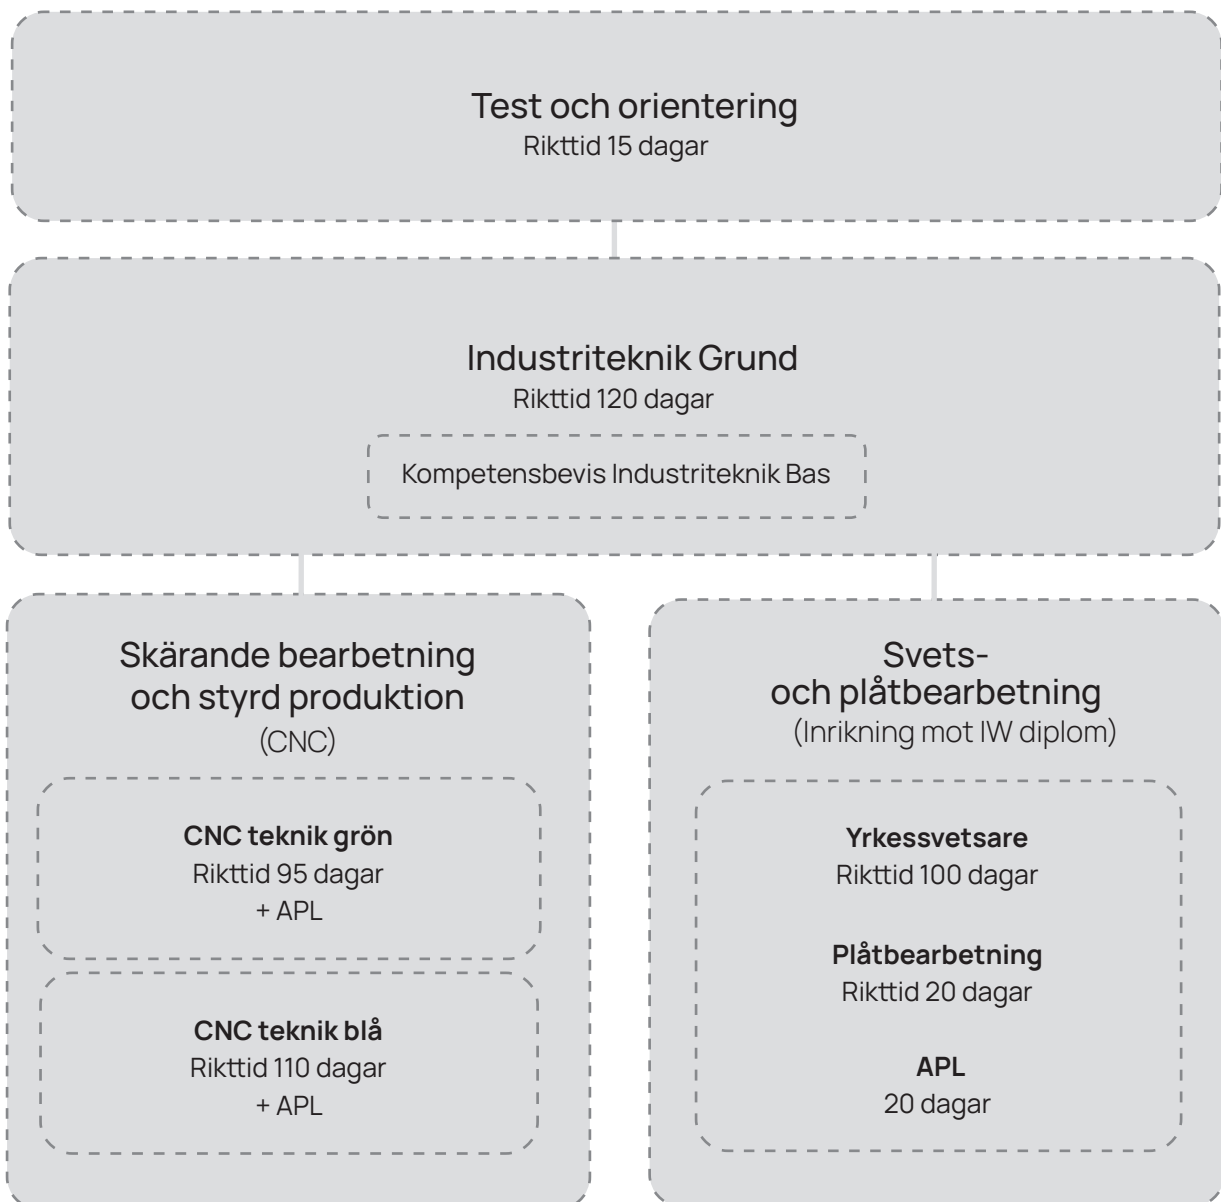 Test och orientering
Rikttid 15 dagar
Industriteknik Grund
Rikttid 120 dagar
Kompetensbevis Industriteknik Bas
Skärande bearbetning
och styrd produktion
(CNC)
CNC teknik grön
Rikttid 95 dagar
+ APL
CNC teknik blå
Rikttid 110 dagar
+ APL
Svets-
och plåtbearbetning
(Inrikning mot IW diplom)
Yrkessvetsare
Rikttid 100 dagar
Plåtbearbetning
Rikttid 20 dagar
APL
20 dagar